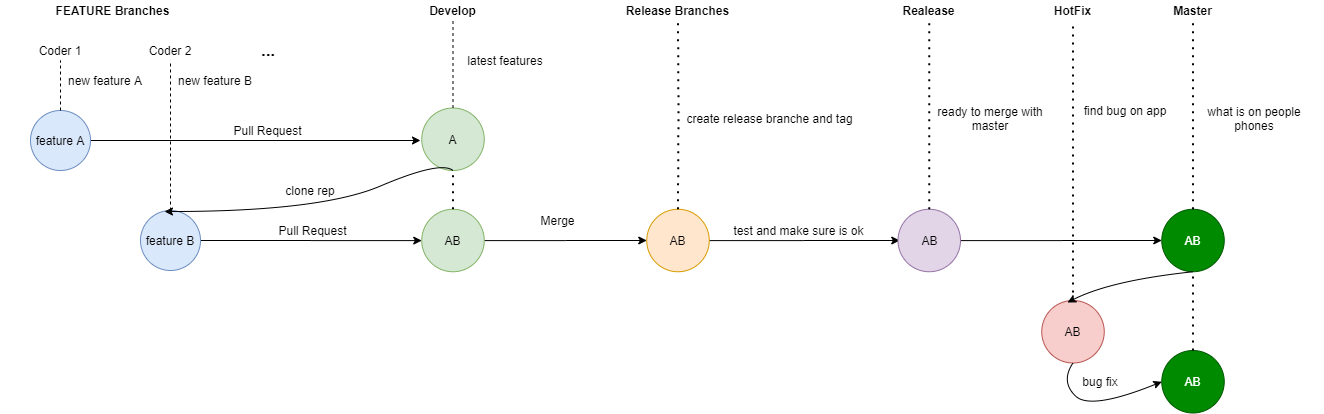 FEATURE Branches
Develop
Release Branches
Realease
HotFix
Master
Coder 1
Coder 2
...
latest features
new feature A
new feature B
create release branche and tag
ready to merge with
master
find bug on app
what is on people
phones
feature A
Pull Request
A
clone rep
feature B
Pull Request
AB
Merge
AB
test and make sure is ok
AB
AB
AB
bug fix
AB